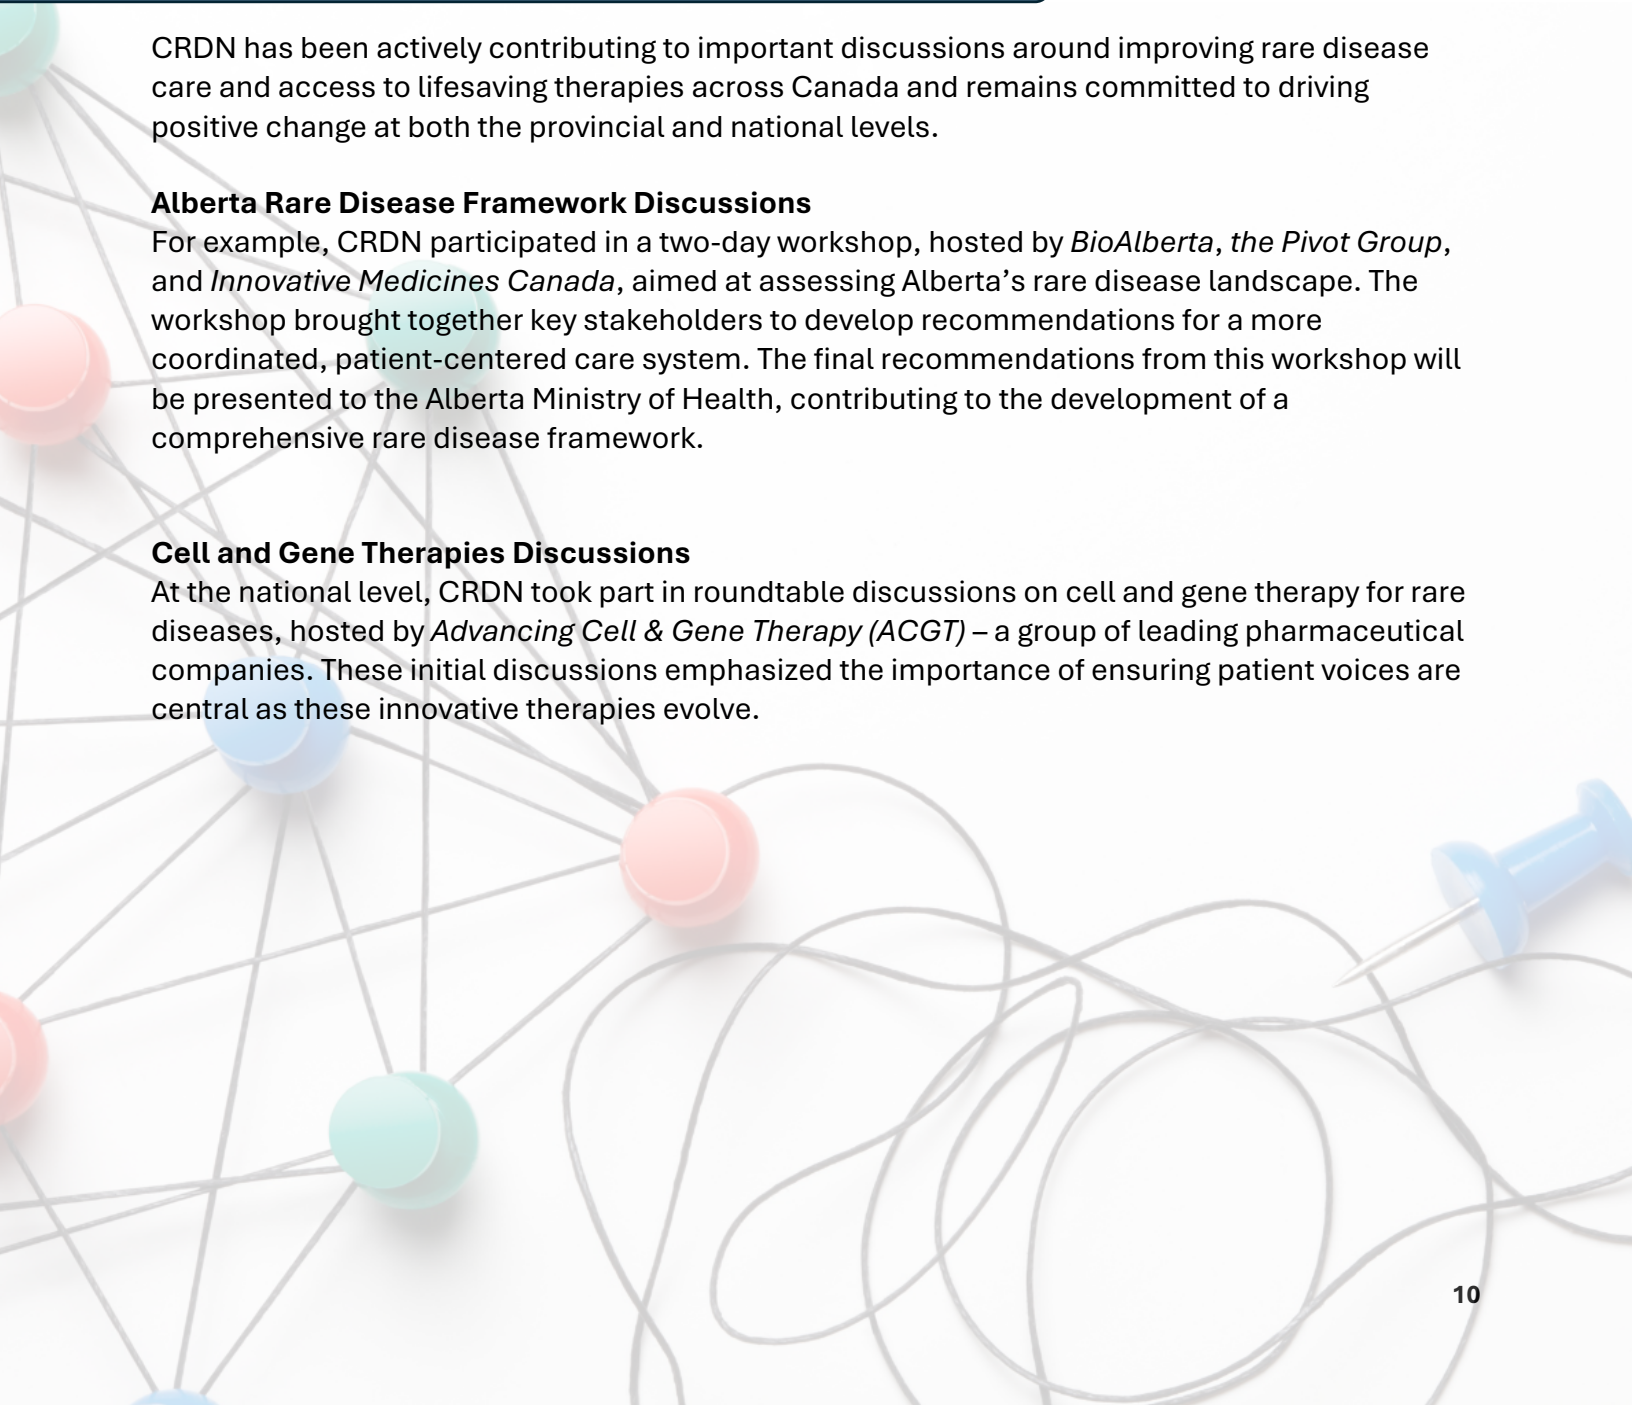 CRDN has been actively contributing to important discussions around improving rare disease
care and access to lifesaving therapies across Canada and remains committed to driving
positive change at both the provincial and national levels.
Alberta Rare Disease Framework Discussions
For example, CRDN participated in a two-day workshop, hosted by BioAlberta, the Pivot Group,
and Innovative Medicines Canada, aimed at assessing Alberta’s rare disease landscape. The
workshop brought together key stakeholders to develop recommendations for a more
coordinated, patient-centered care system. The final recommendations from this workshop will
be presented to the Alberta Ministry of Health, contributing to the development of a
comprehensive rare disease framework.
Cell and Gene Therapies Discussions
At the national level, CRDN took part in roundtable discussions on cell and gene therapy for rare
diseases, hosted by Advancing Cell & Gene Therapy (ACGT) – a group of leading pharmaceutical
companies. These initial discussions emphasized the importance of ensuring patient voices are
central as these innovative therapies evolve.
10